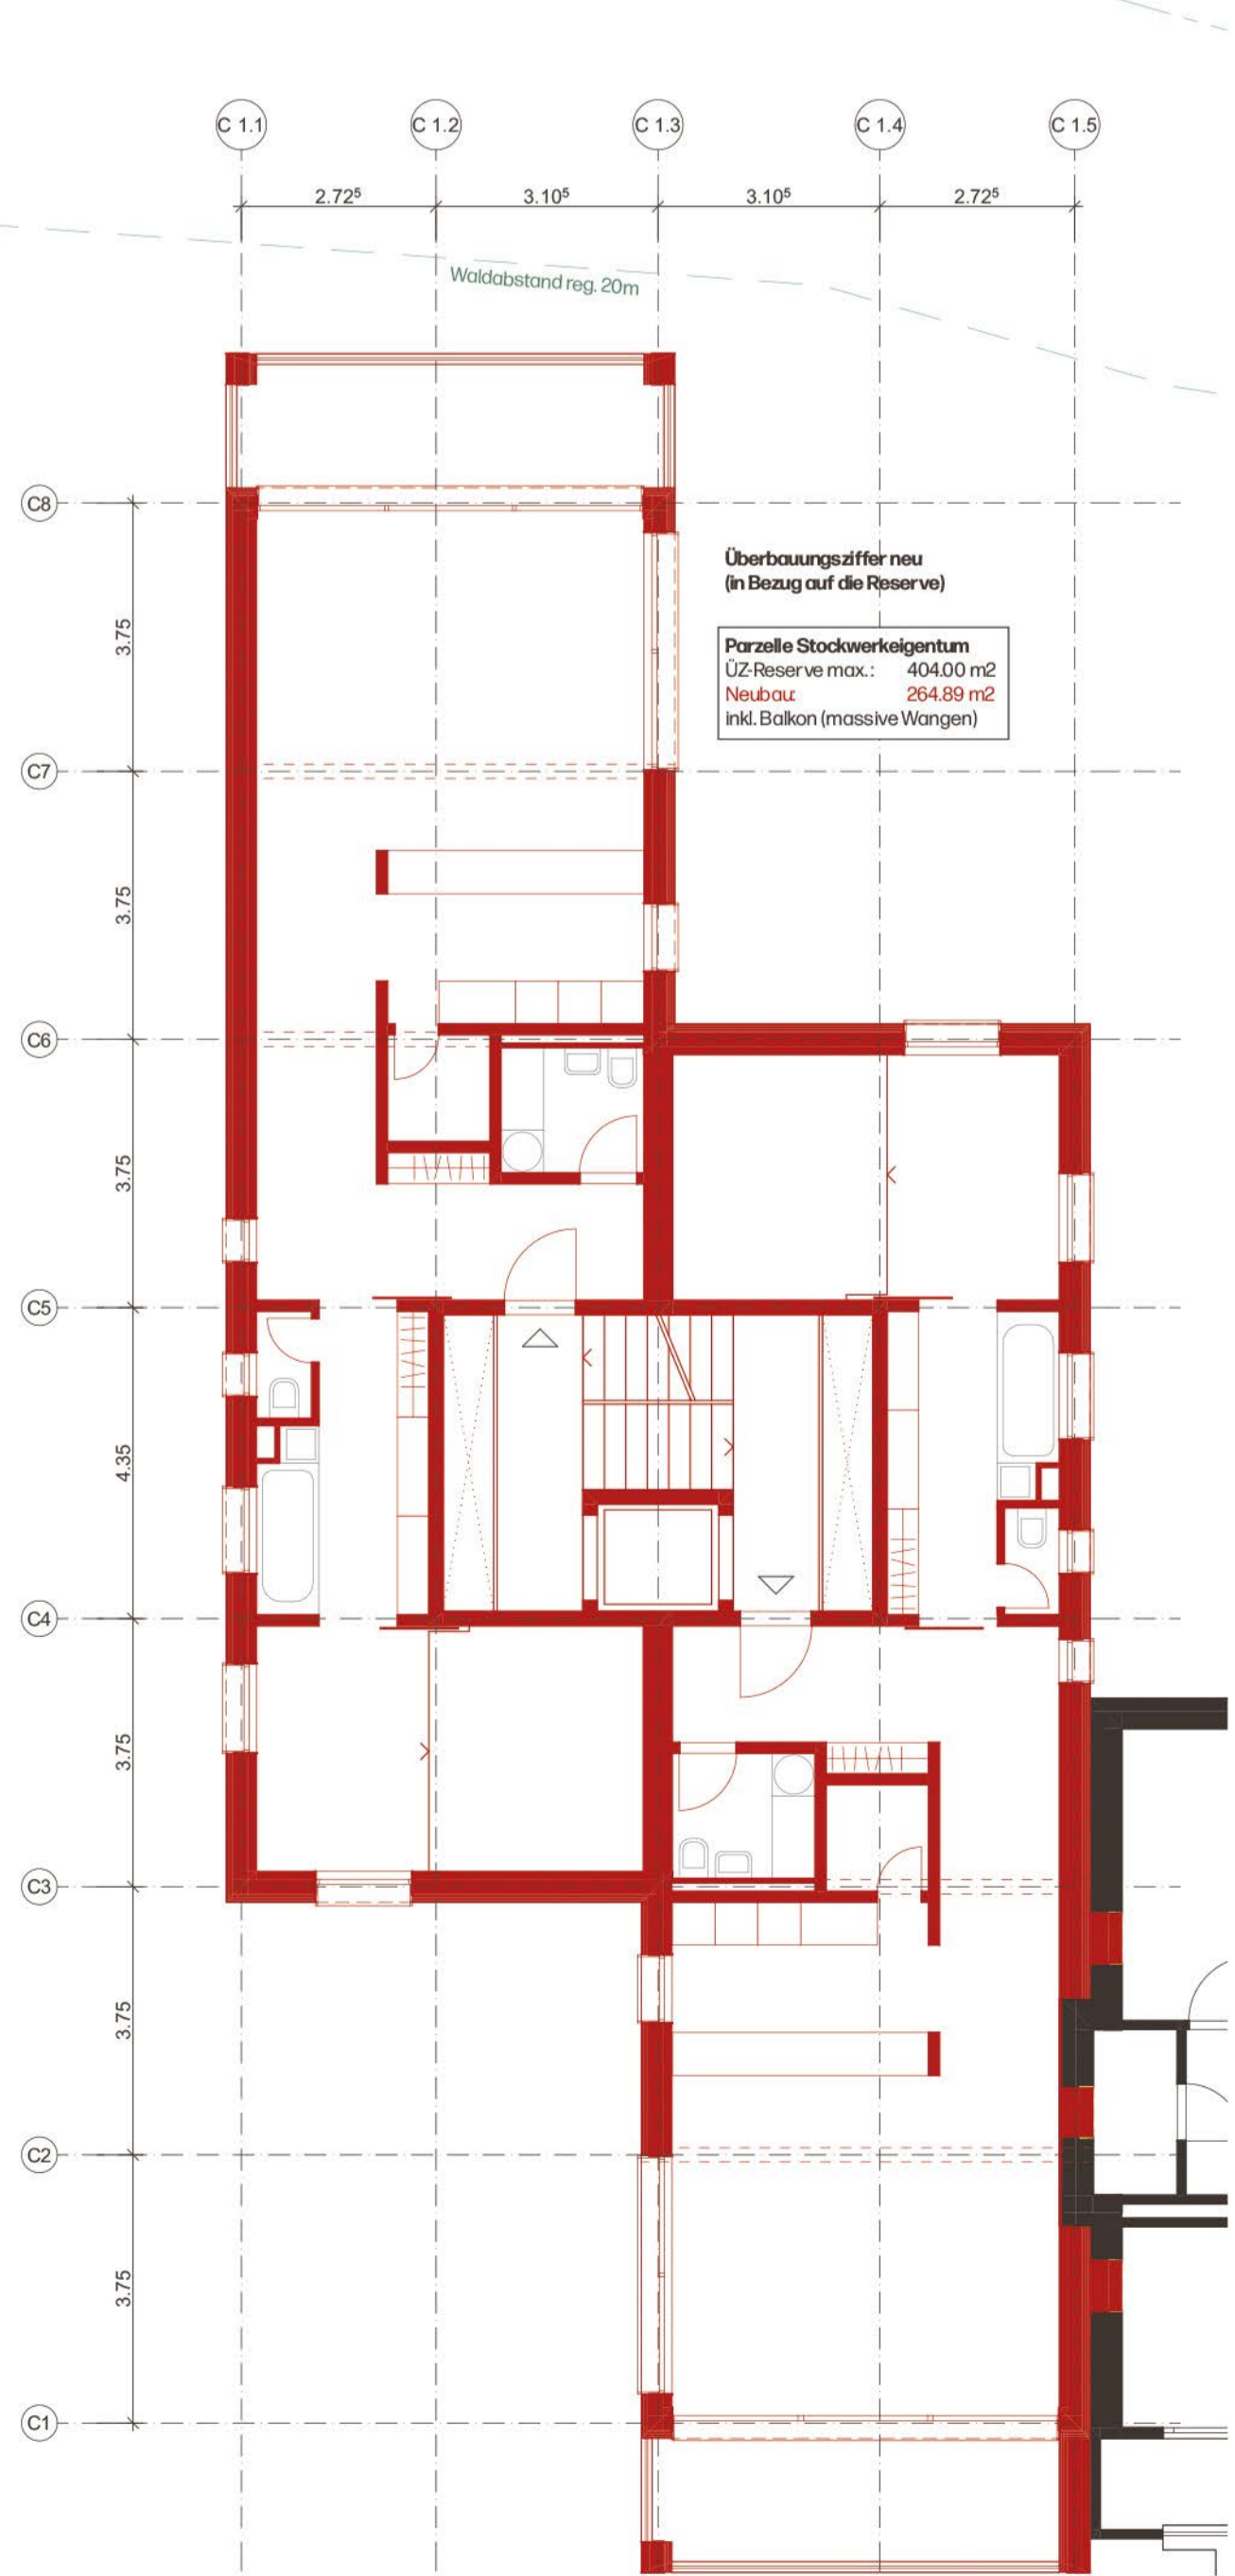 C 1.1 C 1.2 C 1.3 C 1.4 C 1.5
2.72⁵ 3.10⁵ 3.10⁵ 2.72⁵
Waldabstand reg. 20m
C8
Überbauungsziffer neu
(in Bezug auf die Reserve)
3.75
Parzelle Stockwerkeigentum
ÜZ-Reserve max.: 404.00 m2
Neubau: 264.89 m2
inkl. Balkon (massive Wangen)
C7
3.75
C6
3.75
C5
4.35
C4
3.75
C3
3.75
C2
3.75
C1